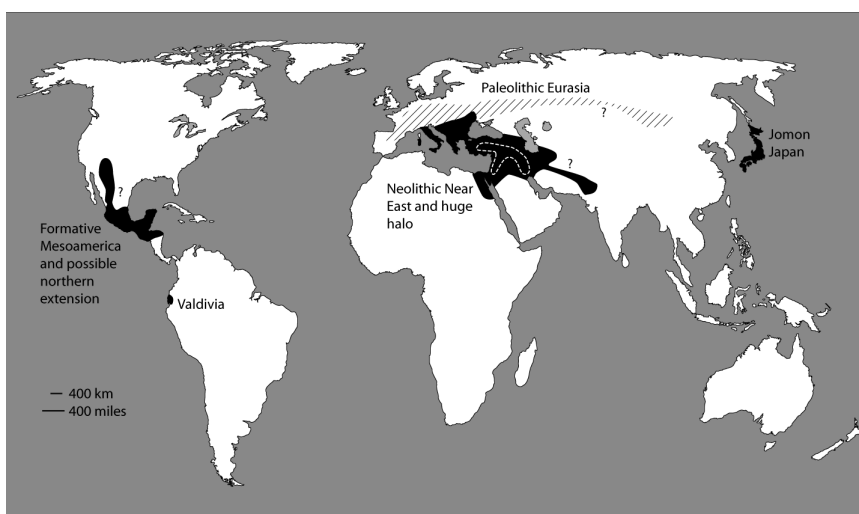 Paleolithic Eurasia
?
Jomon
Japan
?
Neolithic Near
East and huge
halo
?
Formative
Mesoamerica
and possible
northern
extension
Valdivia
400 km
400 miles